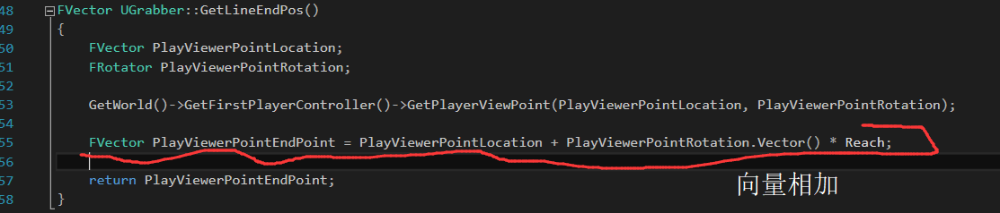 48 FVector UGrabber::GetLineEndPos()
49 {
50 FVector PlayViewerPointLocation;
51 FRotator PlayViewerPointRotation;
52
53 GetWorld()->GetFirstPlayerController()->GetPlayerViewPoint(PlayViewerPointLocation, PlayViewerPointRotation);
54
55 FVector PlayViewerPointEndPoint = PlayViewerPointLocation + PlayViewerPointRotation.Vector() * Reach;
56
57 return PlayViewerPointEndPoint;
向量相加
58 }